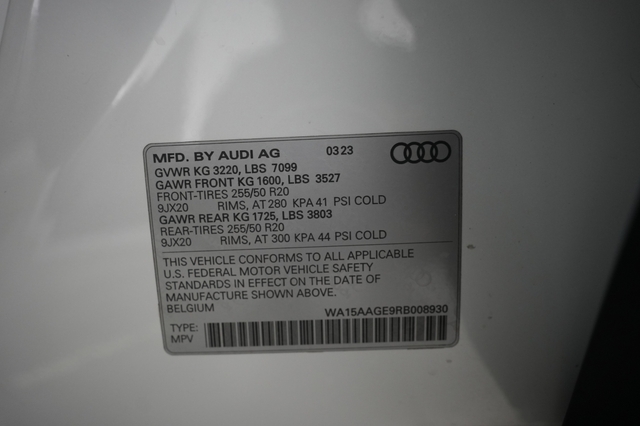 MFD. BY AUDI AG 03 23
GVWR KG 3220, LBS 7099
GAWR FRONT KG 1600, LBS 3527
FRONT-TIRES 255/50 R20
9JX20 RIMS, AT 280 KPA 41 PSI COLD
GAWR REAR KG 1725, LBS 3803
REAR-TIRES 255/50 R20
9JX20 RIMS, AT 300 KPA 44 PSI COLD
THIS VEHICLE CONFORMS TO ALL APPLICABLE
U.S. FEDERAL MOTOR VEHICLE SAFETY
STANDARDS IN EFFECT ON THE DATE OF
MANUFACTURE SHOWN ABOVE.
BELGIUM WA15AAGE9RB008930
TYPE:
MPV